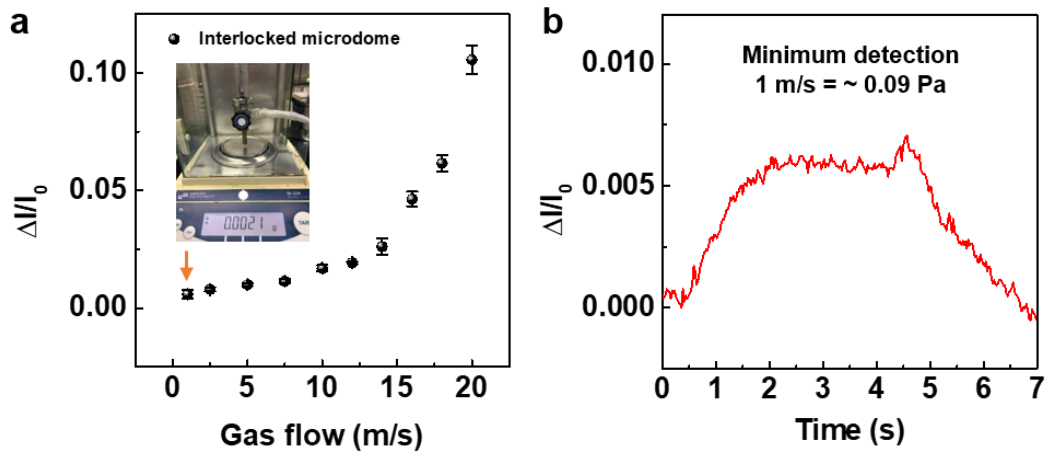 a
Interlocked microdome
0.10
0.05
0.00
ΔI/I₀
0.0021 g
0 5 10 15 20
Gas flow (m/s)
b
Minimum detection
1 m/s = ~ 0.09 Pa
0.010
0.005
0.000
ΔI/I₀
0 1 2 3 4 5 6 7
Time (s)